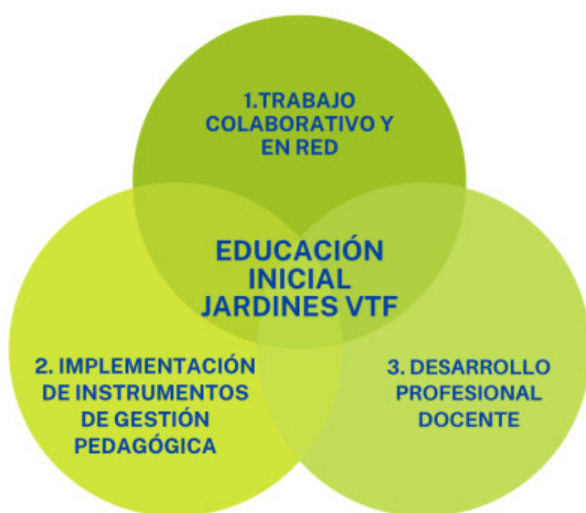 1.TRABAJO
COLABORATIVO Y
EN RED
EDUCACIÓN
INICIAL
JARDINES VTF
2. IMPLEMENTACIÓN
DE INSTRUMENTOS
DE GESTIÓN
PEDAGÓGICA
3. DESARROLLO
PROFESIONAL
DOCENTE